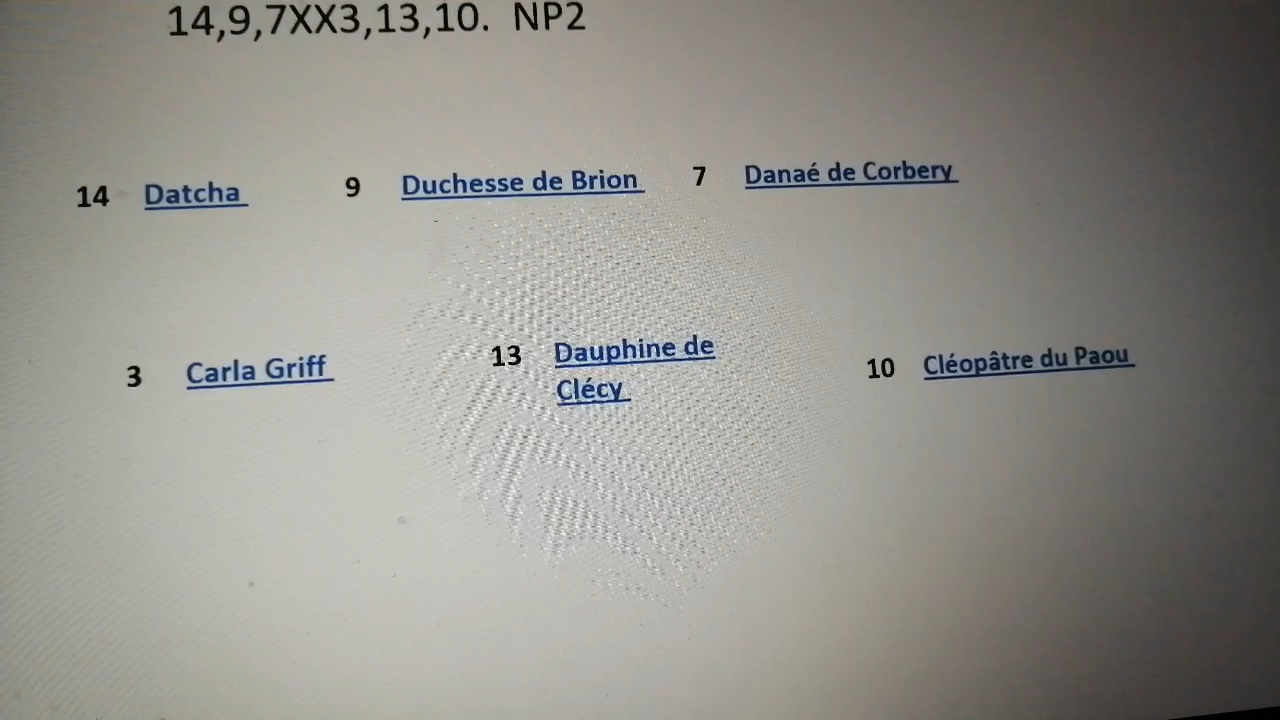 14,9,7XX3,13,10. NP2
14 Datcha 9 Duchesse de Brion 7 Danaé de Corbery
3 Carla Griff 13 Dauphine de Clécy 10 Cléopâtre du Paou